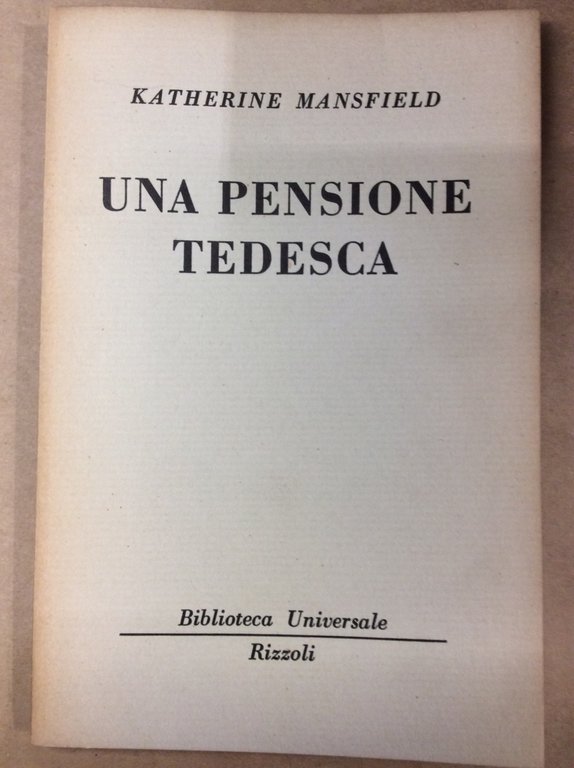 KATHERINE MANSFIELD
UNA PENSIONE
TEDESCA
Biblioteca Universale
Rizzoli